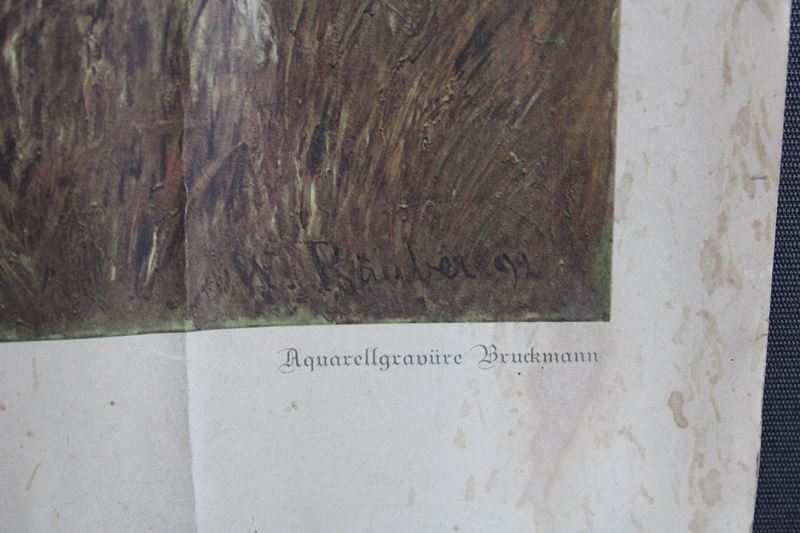 W. Räuber. 92
Aquarellgravüre Bruckmann